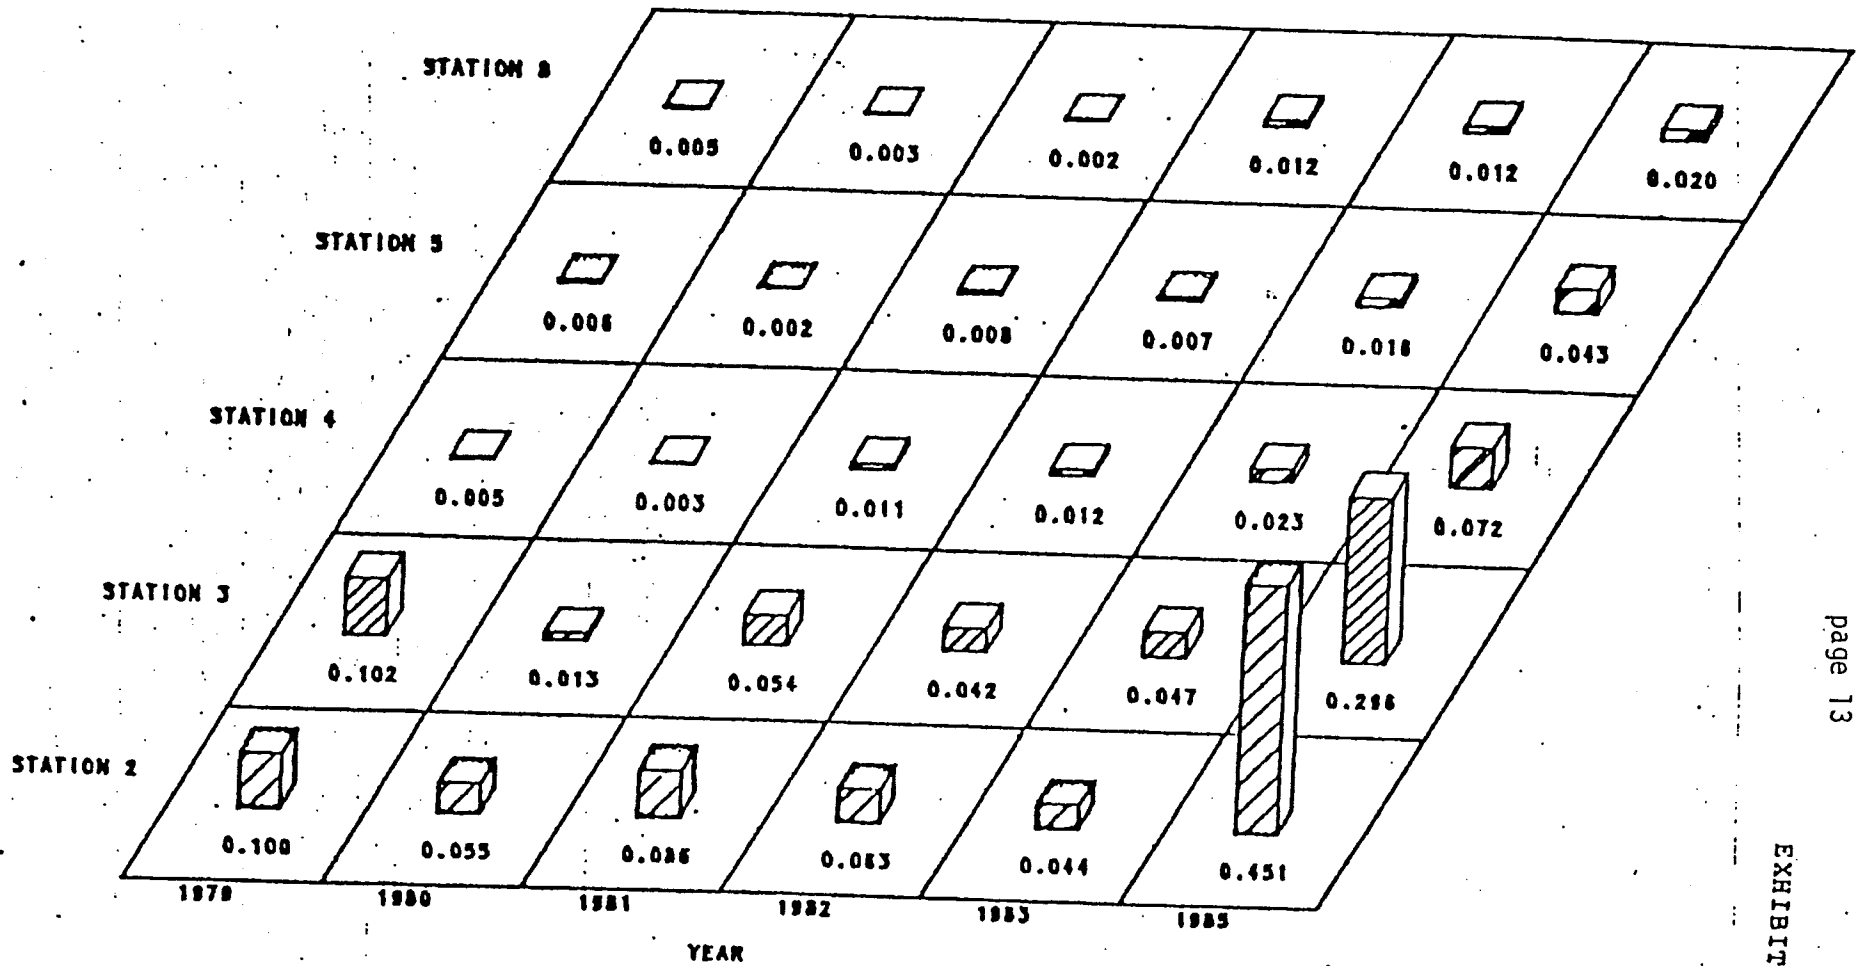 STATION 8
0.005 0.003 0.002 0.012 0.012 0.020
STATION 5
0.006 0.002 0.008 0.007 0.016 0.043
STATION 4
0.005 0.003 0.011 0.012 0.023 0.072
STATION 3
0.102 0.013 0.054 0.042 0.047 0.296
STATION 2
0.100 0.055 0.086 0.063 0.044 0.451
1979 1980 1981 1982 1983 1985
YEAR
page 13
EXHIBIT